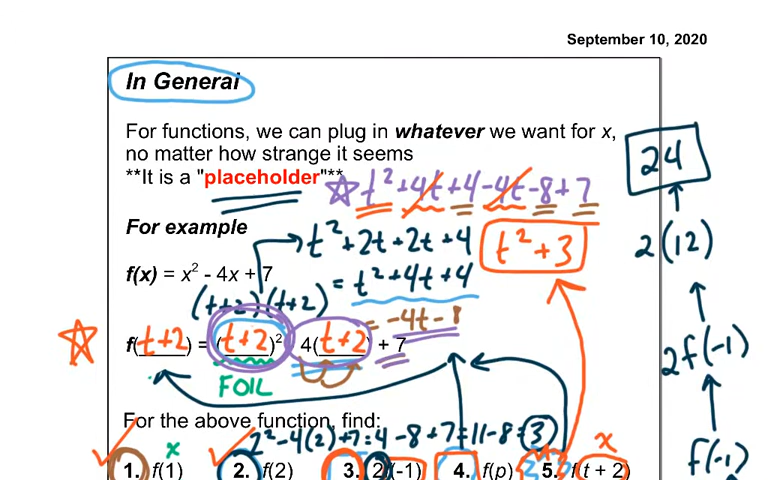 September 10, 2020
In General
For functions, we can plug in whatever we want for x,
no matter how strange it seems
**It is a "placeholder"**
t² + 4t + 4 - 4t - 8 + 7
24
For example
t² + 2t + 2t + 4
t² + 3
2(12)
f(x) = x² - 4x + 7
= t² + 4t + 4
(t+2)(t+2)
= -4t - 8
f(t+2) = (t+2)² 4(t+2) + 7
2f(-1)
FOIL
For the above function, find:
2² - 4(2) + 7 = 4 - 8 + 7 = 11 - 8 = 3
x
x
f(-1)
1. f(1) 2. f(2) 3. 2f(-1) 4. f(p) 5. f(t + 2)